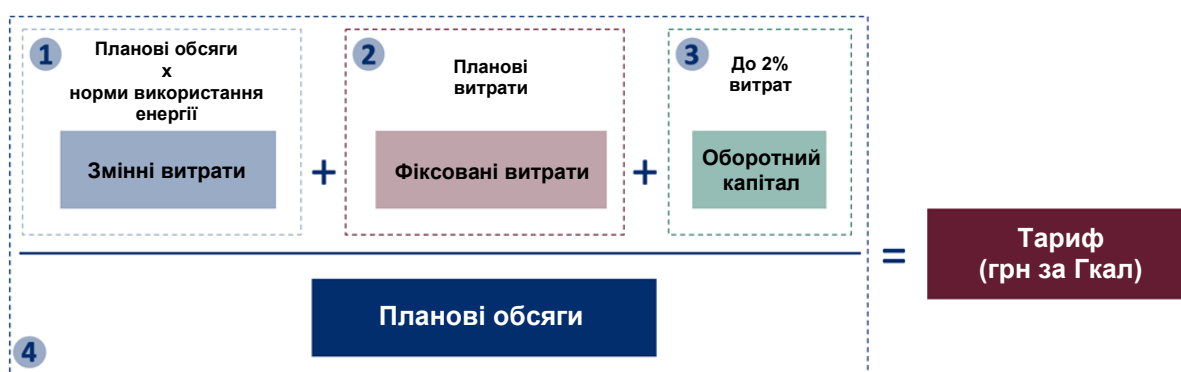 1
Планові обсяги
х
норми використання
енергії
Змінні витрати
+
2
Планові
витрати
Фіксовані витрати
+
3
До 2%
витрат
Оборотний
капітал
=
Тариф
(грн за Гкал)
Планові обсяги
4